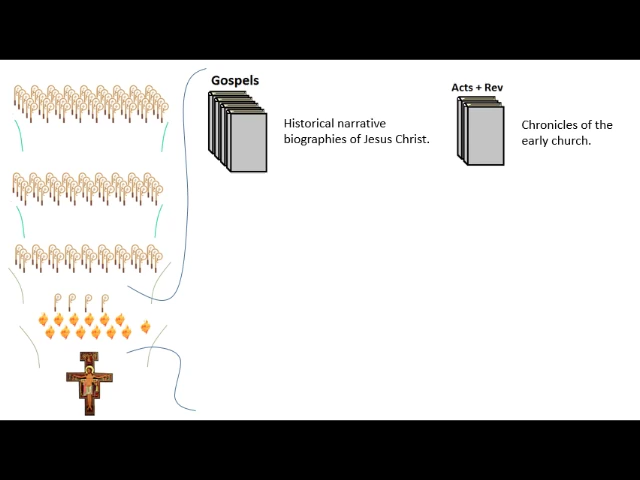 Gospels
Historical narrative
biographies of Jesus Christ.
Acts + Rev
Chronicles of the
early church.